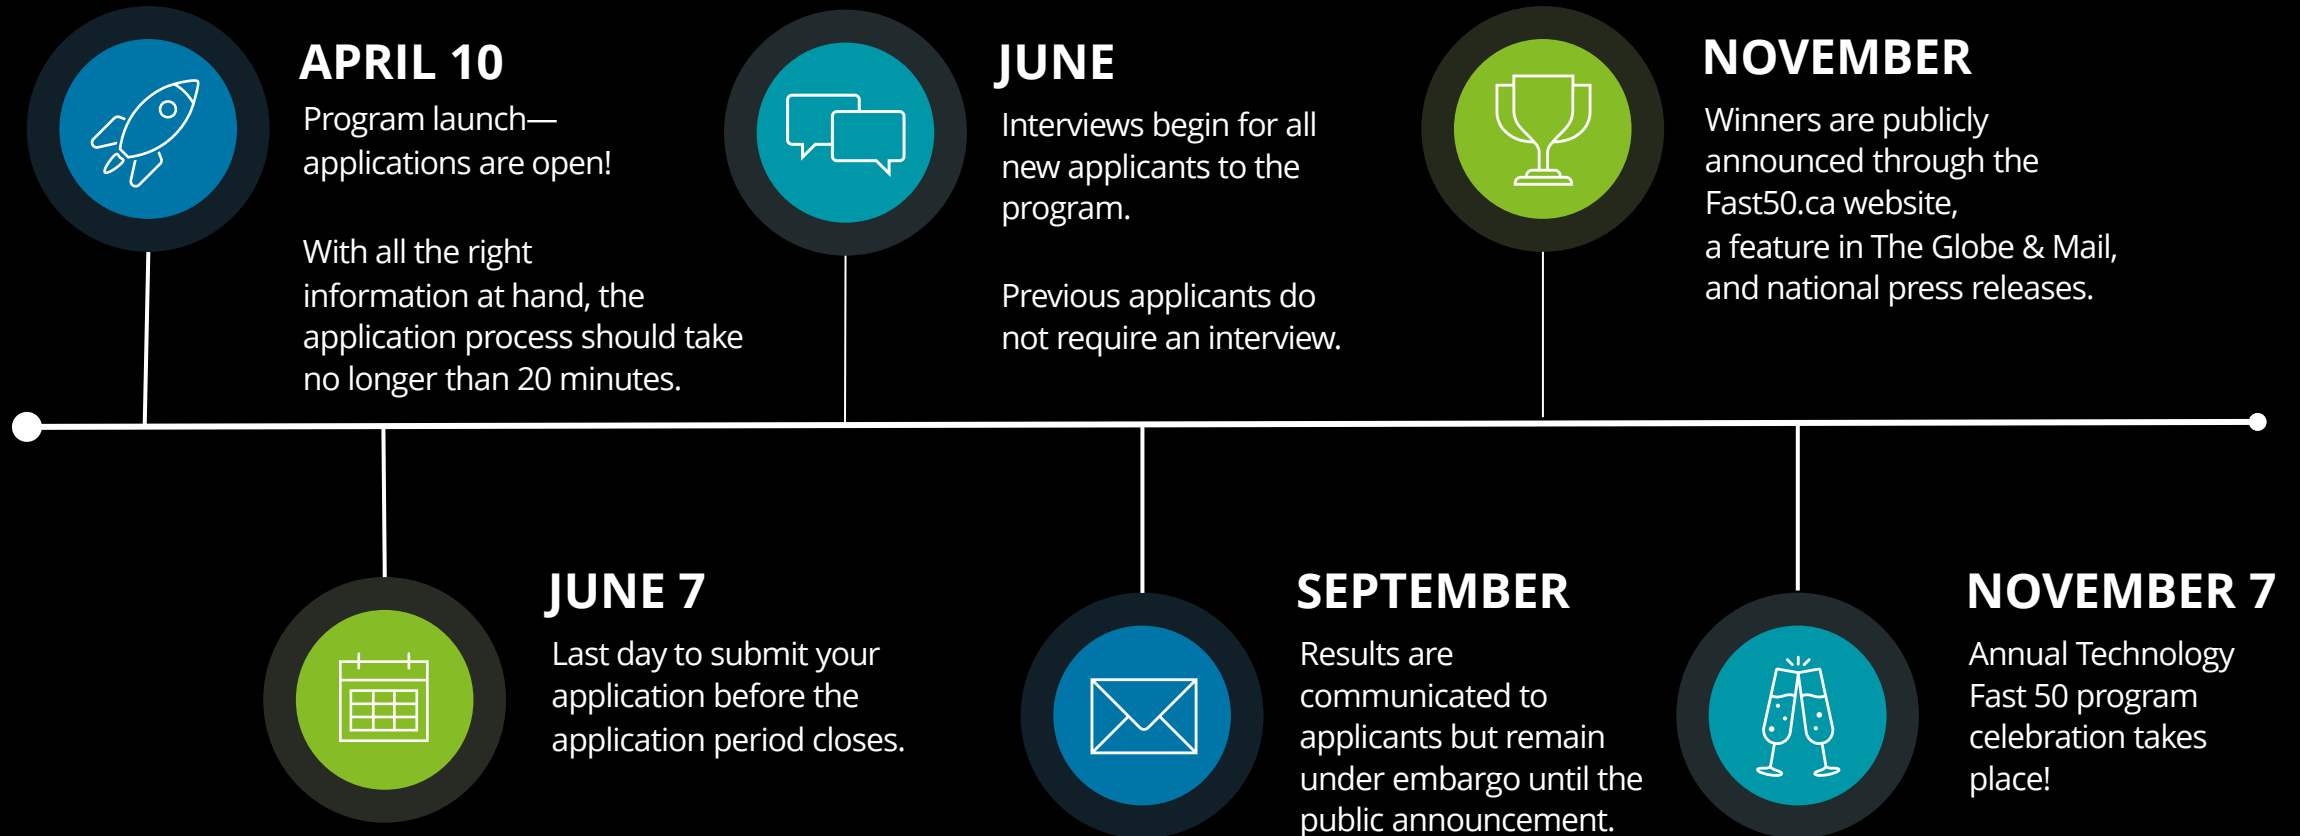 APRIL 10
Program launch—
applications are open!
With all the right
information at hand, the
application process should take
no longer than 20 minutes.
JUNE 7
Last day to submit your
application before the
application period closes.
JUNE
Interviews begin for all
new applicants to the
program.
Previous applicants do
not require an interview.
SEPTEMBER
Results are
communicated to
applicants but remain
under embargo until the
public announcement.
NOVEMBER
Winners are publicly
announced through the
Fast50.ca website,
a feature in The Globe & Mail,
and national press releases.
NOVEMBER 7
Annual Technology
Fast 50 program
celebration takes
place!